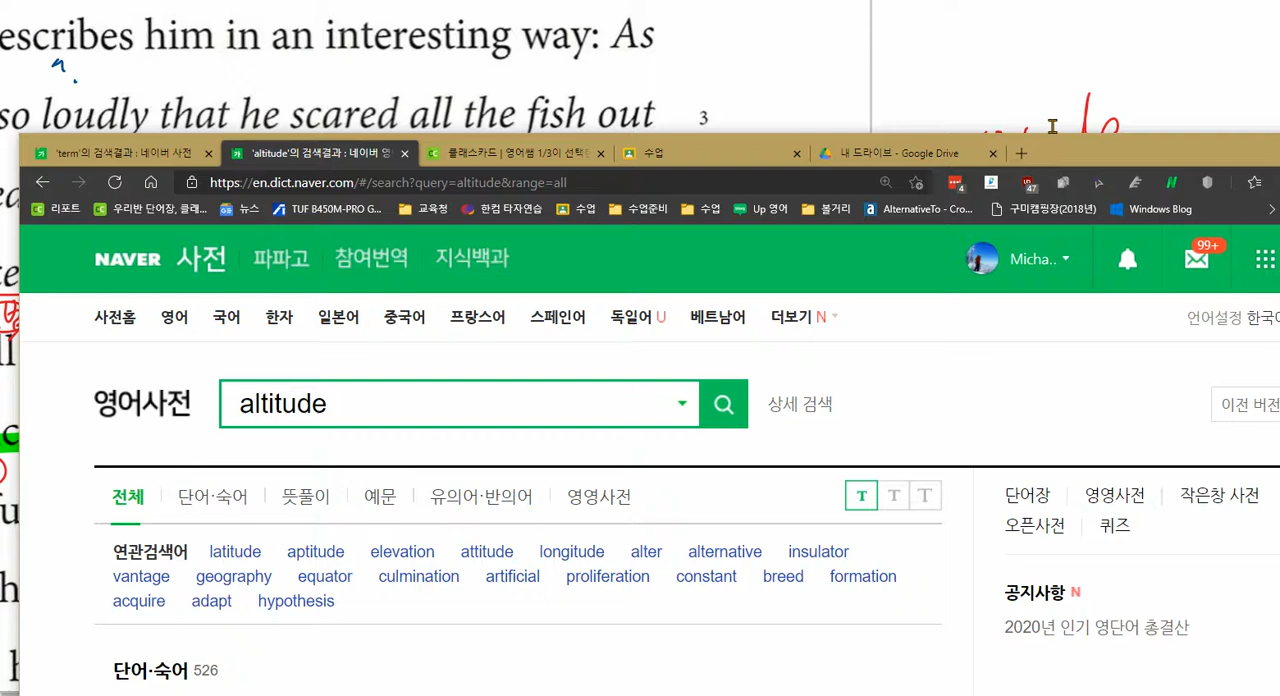 escribes him in an interesting way: As
so loudly that he scared all the fish out 3
'term'의 검색결과 : 네이버 사전 'altitude'의 검색결과 : 네이버 영 클래스카드 | 영어쌤 1/3이 선택한 수업 내 드라이브 - Google Drive
https://en.dict.naver.com/#/search?query=altitude&range=all 4 47
리포트 우리반 단어장, 클래... 뉴스 TUF B450M-PRO G... 교육청 한컴 타자연습 수업 수업준비 수업 Up 영어 볼거리 AlternativeTo - Cro... 구미캠핑장(2018년) Windows Blog
NAVER 사전 파파고 참여번역 지식백과 Micha.. 99+
사전홈 영어 국어 한자 일본어 중국어 프랑스어 스페인어 독일어 U 베트남어 더보기 N 언어설정
영어사전 altitude 상세 검색 이전 버전
전체 단어·숙어 뜻풀이 예문 유의어·반의어 영영사전 T T T
연관검색어 latitude aptitude elevation attitude longitude alter alternative insulator
vantage geography equator culmination artificial proliferation constant breed formation
acquire adapt hypothesis
단어·숙어 526
단어장 영영사전 작은창 사전
오픈사전 퀴즈
공지사항 N
2020년 인기 영단어 총결산